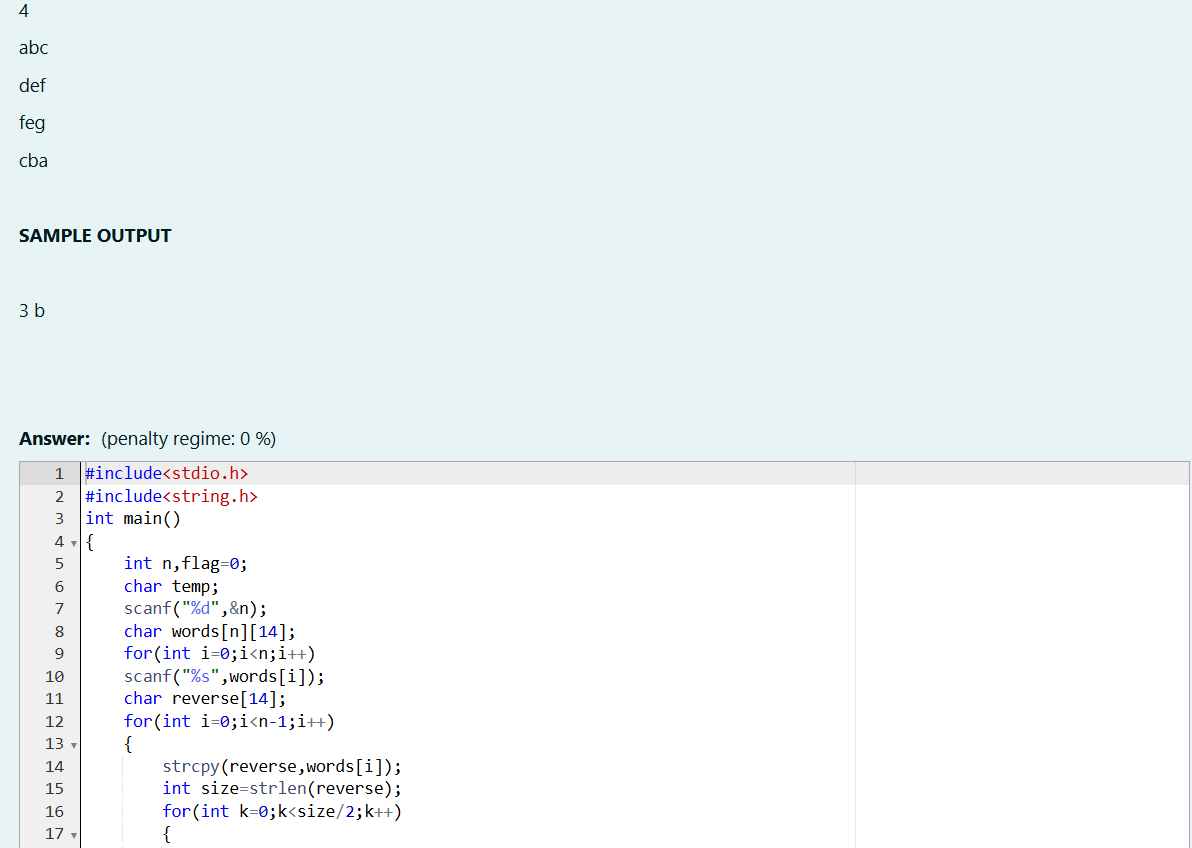 4
abc
def
feg
cba
SAMPLE OUTPUT
3 b
Answer: (penalty regime: 0 %)
1 #include<stdio.h>
2 #include<string.h>
3 int main()
4 {
5     int n,flag=0;
6     char temp;
7     scanf("%d",&n);
8     char words[n][14];
9     for(int i=0;i<n;i++)
10     scanf("%s",words[i]);
11     char reverse[14];
12     for(int i=0;i<n-1;i++)
13     {
14         strcpy(reverse,words[i]);
15         int size=strlen(reverse);
16         for(int k=0;k<size/2;k++)
17         {